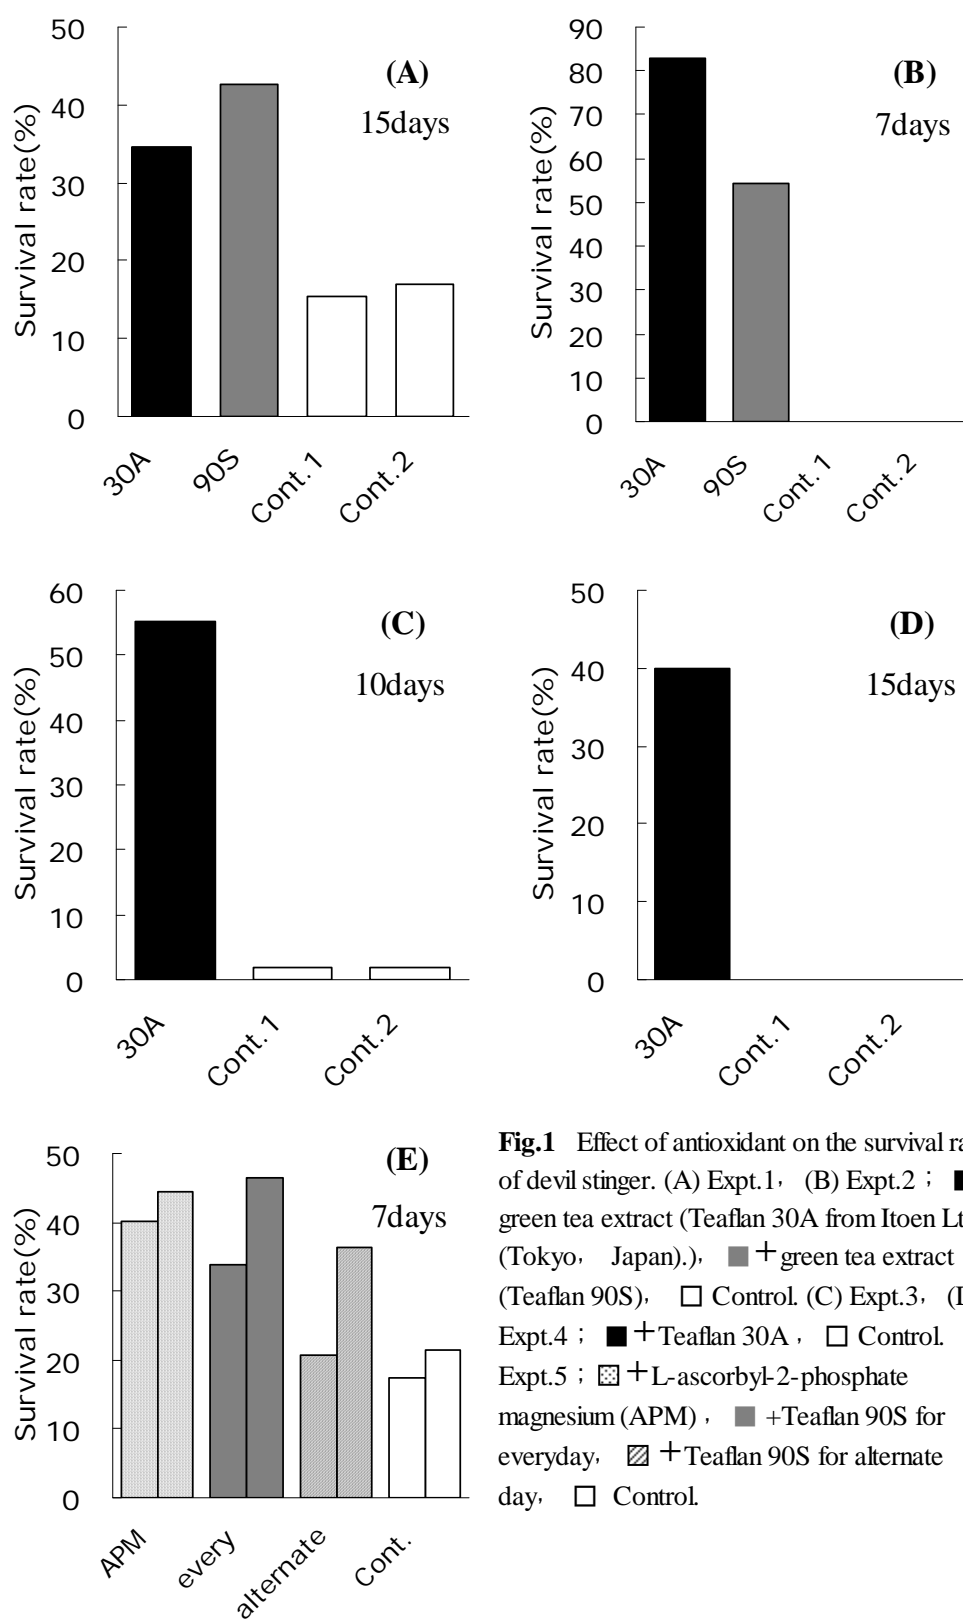 50
40
30
20
10
0
Survival rate(%)
(A)
15days
30A
90S
Cont.1
Cont.2
90
80
70
60
50
40
30
20
10
0
Survival rate(%)
(B)
7days
30A
90S
Cont.1
Cont.2
60
50
40
30
20
10
0
Survival rate(%)
(C)
10days
30A
Cont.1
Cont.2
50
40
30
20
10
0
Survival rate(%)
(D)
15days
30A
Cont.1
Cont.2
50
40
30
20
10
0
Survival rate(%)
(E)
7days
APM
every
alternate
Cont.
Fig.1 Effect of antioxidant on the survival
of devil stinger. (A) Expt.1, (B) Expt.2 ; ■
green tea extract (Teaflan 30A from Itoen
(Tokyo, Japan).), ■+green tea extract
(Teaflan 90S), □ Control. (C) Expt.3,
Expt.4 ; ■+Teaflan 30A , □ Control.
Expt.5 ; ▨+L-ascorbyl-2-phosphate
magnesium (APM) , ■ +Teaflan 90S for
everyday, ▨+Teaflan 90S for alternate
day, □ Control.